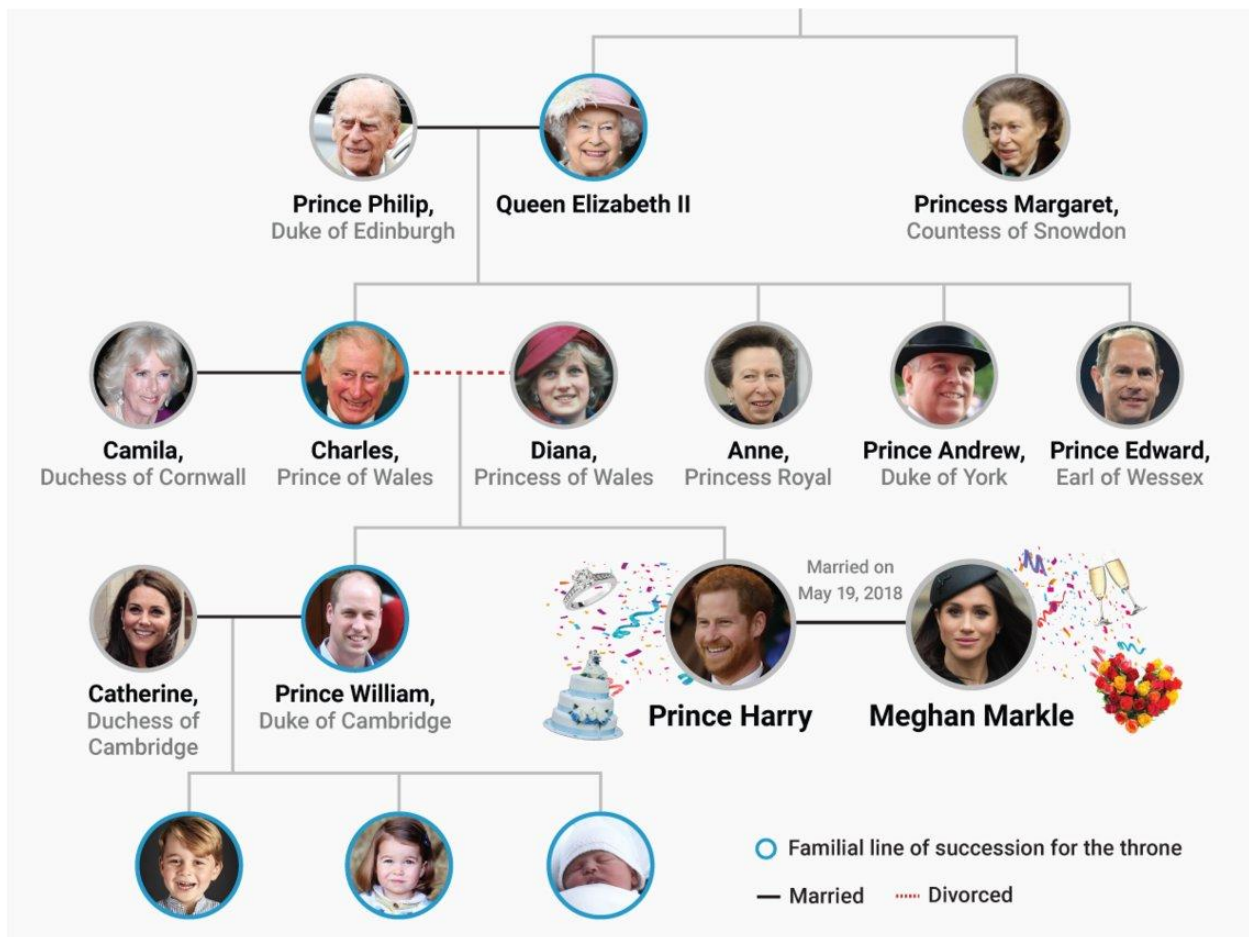 Prince Philip,
Duke of Edinburgh
Queen Elizabeth II
Princess Margaret,
Countess of Snowdon
Camila,
Duchess of Cornwall
Charles,
Prince of Wales
Diana,
Princess of Wales
Anne,
Princess Royal
Prince Andrew,
Duke of York
Prince Edward,
Earl of Wessex
Catherine,
Duchess of
Cambridge
Prince William,
Duke of Cambridge
Prince Harry
Married on
May 19, 2018
Meghan Markle
Familial line of succession for the throne
Married
Divorced